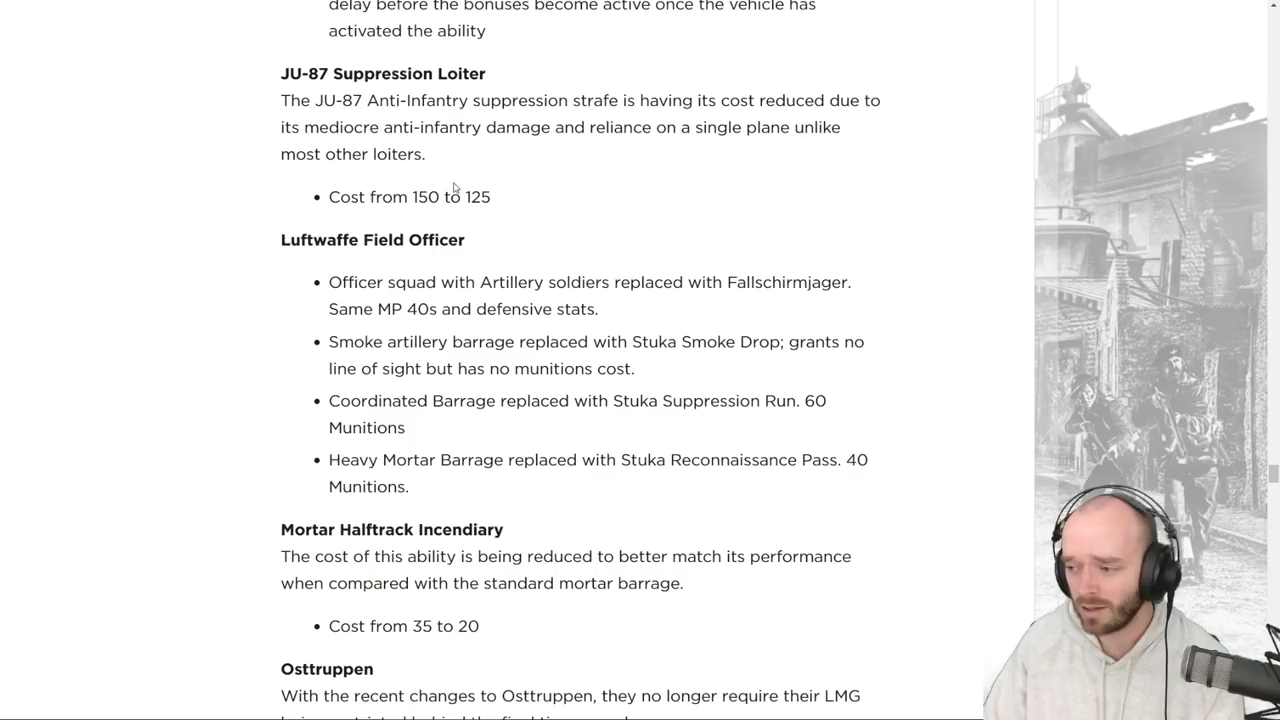 delay before the bonuses become active once the vehicle has
activated the ability
JU-87 Suppression Loiter
The JU-87 Anti-Infantry suppression strafe is having its cost reduced due to
its mediocre anti-infantry damage and reliance on a single plane unlike
most other loiters.
• Cost from 150 to 125
Luftwaffe Field Officer
• Officer squad with Artillery soldiers replaced with Fallschirmjager.
Same MP 40s and defensive stats.
• Smoke artillery barrage replaced with Stuka Smoke Drop; grants no
line of sight but has no munitions cost.
• Coordinated Barrage replaced with Stuka Suppression Run. 60
Munitions
• Heavy Mortar Barrage replaced with Stuka Reconnaissance Pass. 40
Munitions.
Mortar Halftrack Incendiary
The cost of this ability is being reduced to better match its performance
when compared with the standard mortar barrage.
• Cost from 35 to 20
Osttruppen
With the recent changes to Osttruppen, they no longer require their LMG